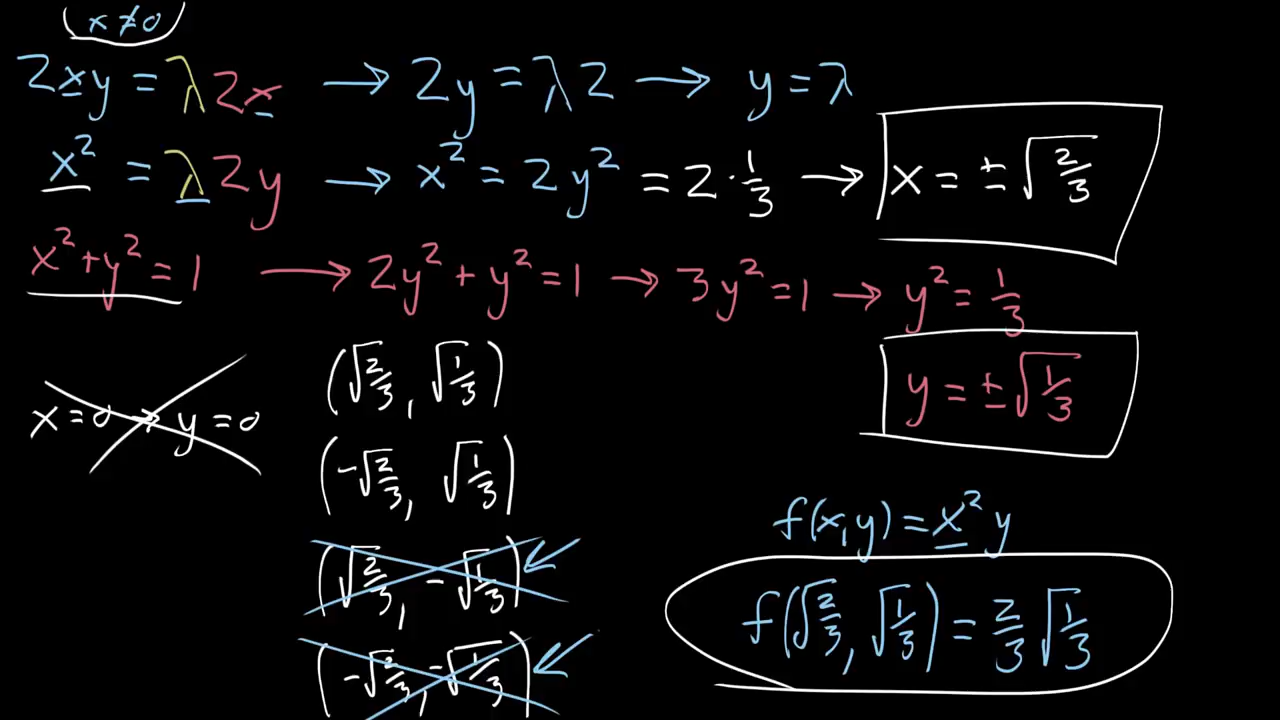 x ≠ 0
2xy = λ2x → 2y = λ2 → y = λ
x² = λ2y → x² = 2y² = 2·1/3 → x = ±√(2/3)
x² + y² = 1 → 2y² + y² = 1 → 3y² = 1 → y² = 1/3
y = ±√(1/3)
x = 0 → y = 0
(√(2/3), √(1/3))
(-√(2/3), √(1/3))
(√(2/3), -√(1/3))
(-√(2/3), -√(1/3))
f(x,y) = x²y
f(√(2/3), √(1/3)) = 2/3 √(1/3)